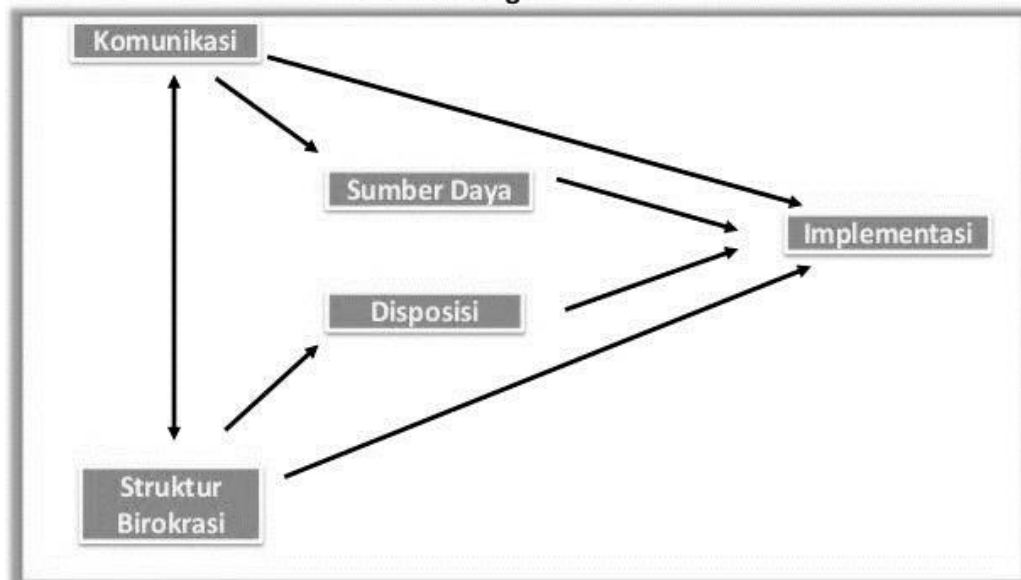 Komunikasi
Sumber Daya
Implementasi
Disposisi
Struktur
Birokrasi